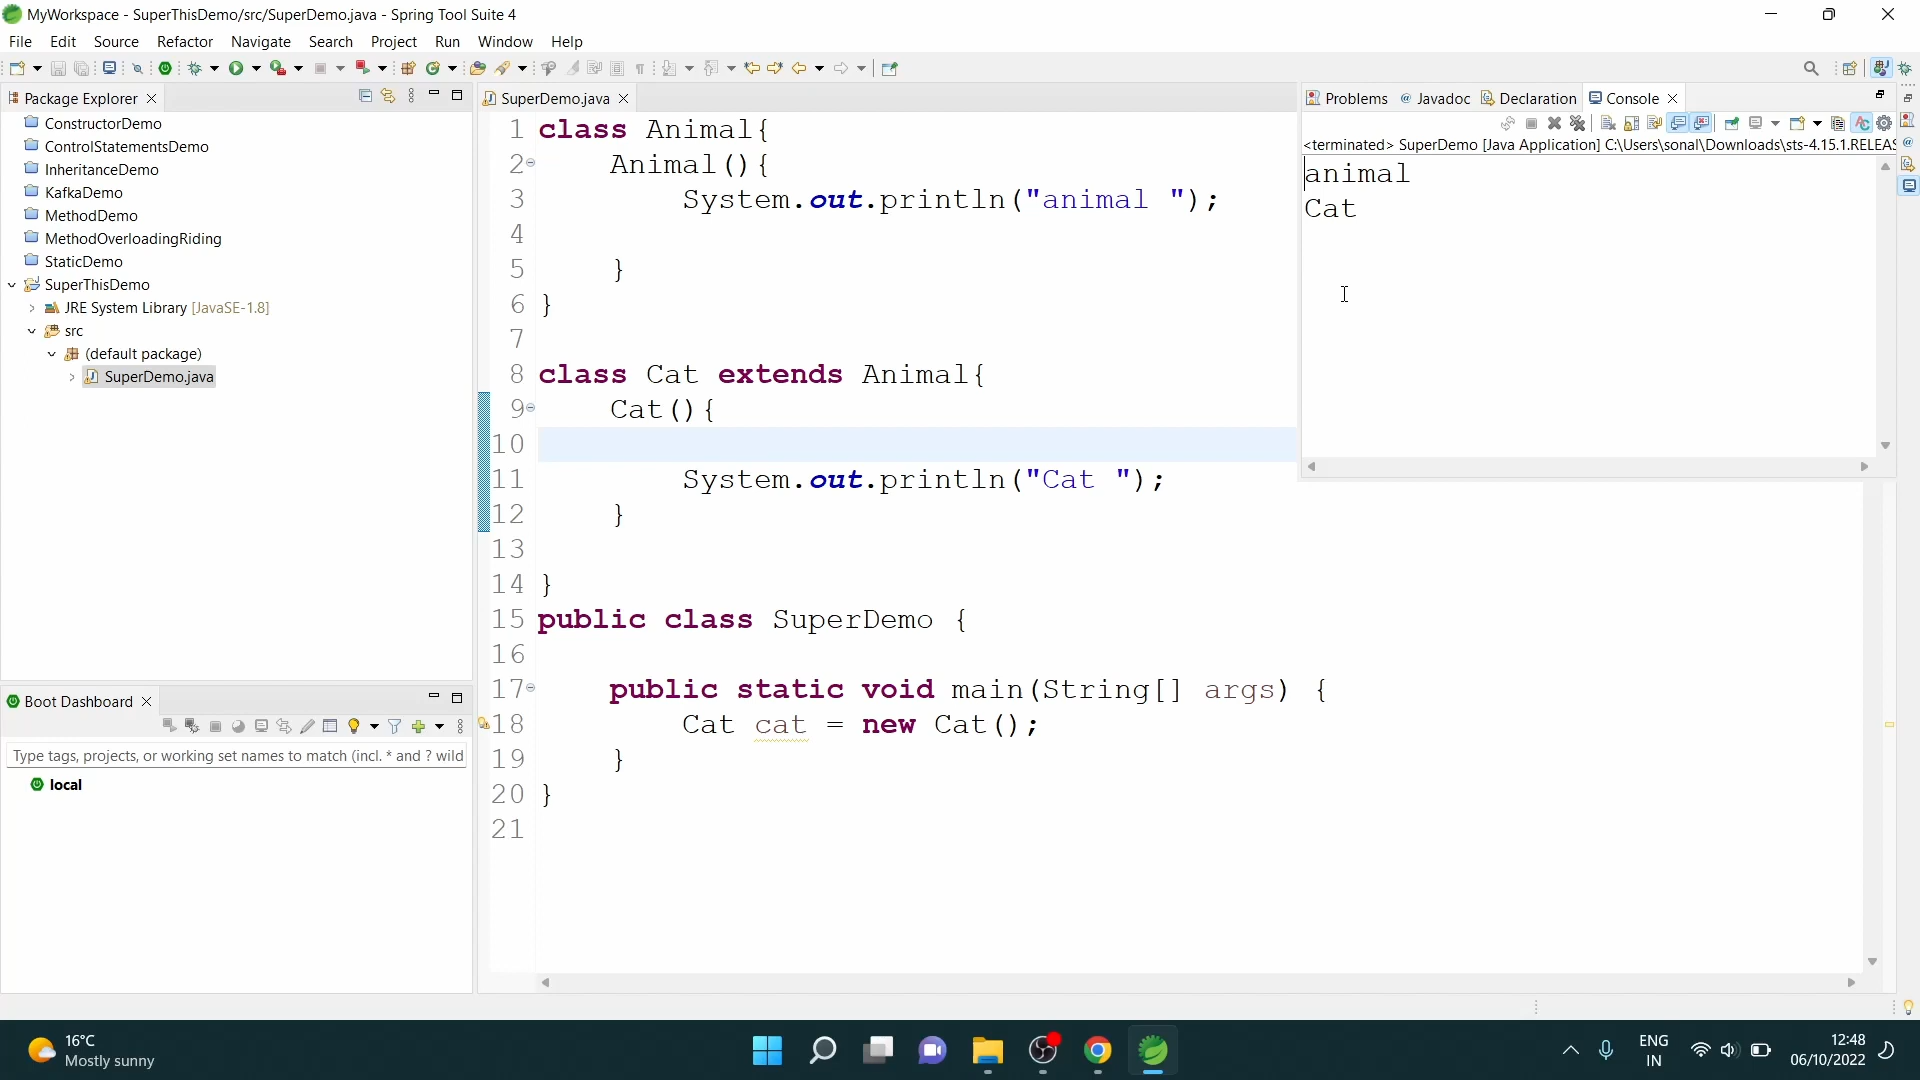 MyWorkspace - SuperThisDemo/src/SuperDemo.java - Spring Tool Suite 4
File Edit Source Refactor Navigate Search Project Run Window Help
Package Explorer
ConstructorDemo
ControlStatementsDemo
InheritanceDemo
KafkaDemo
MethodDemo
MethodOverloadingRiding
StaticDemo
SuperThisDemo
JRE System Library [JavaSE-1.8]
src
(default package)
SuperDemo.java
Boot Dashboard
Type tags, projects, or working set names to match (incl. * and ? wild
local
SuperDemo.java
1 class Animal{
2 Animal(){
3 System.out.println("animal ");
4
5 }
6 }
7
8 class Cat extends Animal{
9 Cat(){
10
11 System.out.println("Cat ");
12 }
13
14 }
15 public class SuperDemo {
16
17 public static void main(String[] args) {
18 Cat cat = new Cat();
19 }
20 }
21
Problems @ Javadoc Declaration Console
<terminated> SuperDemo [Java Application] C:\Users\sonal\Downloads\sts-4.15.1.RELEAS
animal
Cat
16°C
Mostly sunny
ENG
IN
12:48
06/10/2022